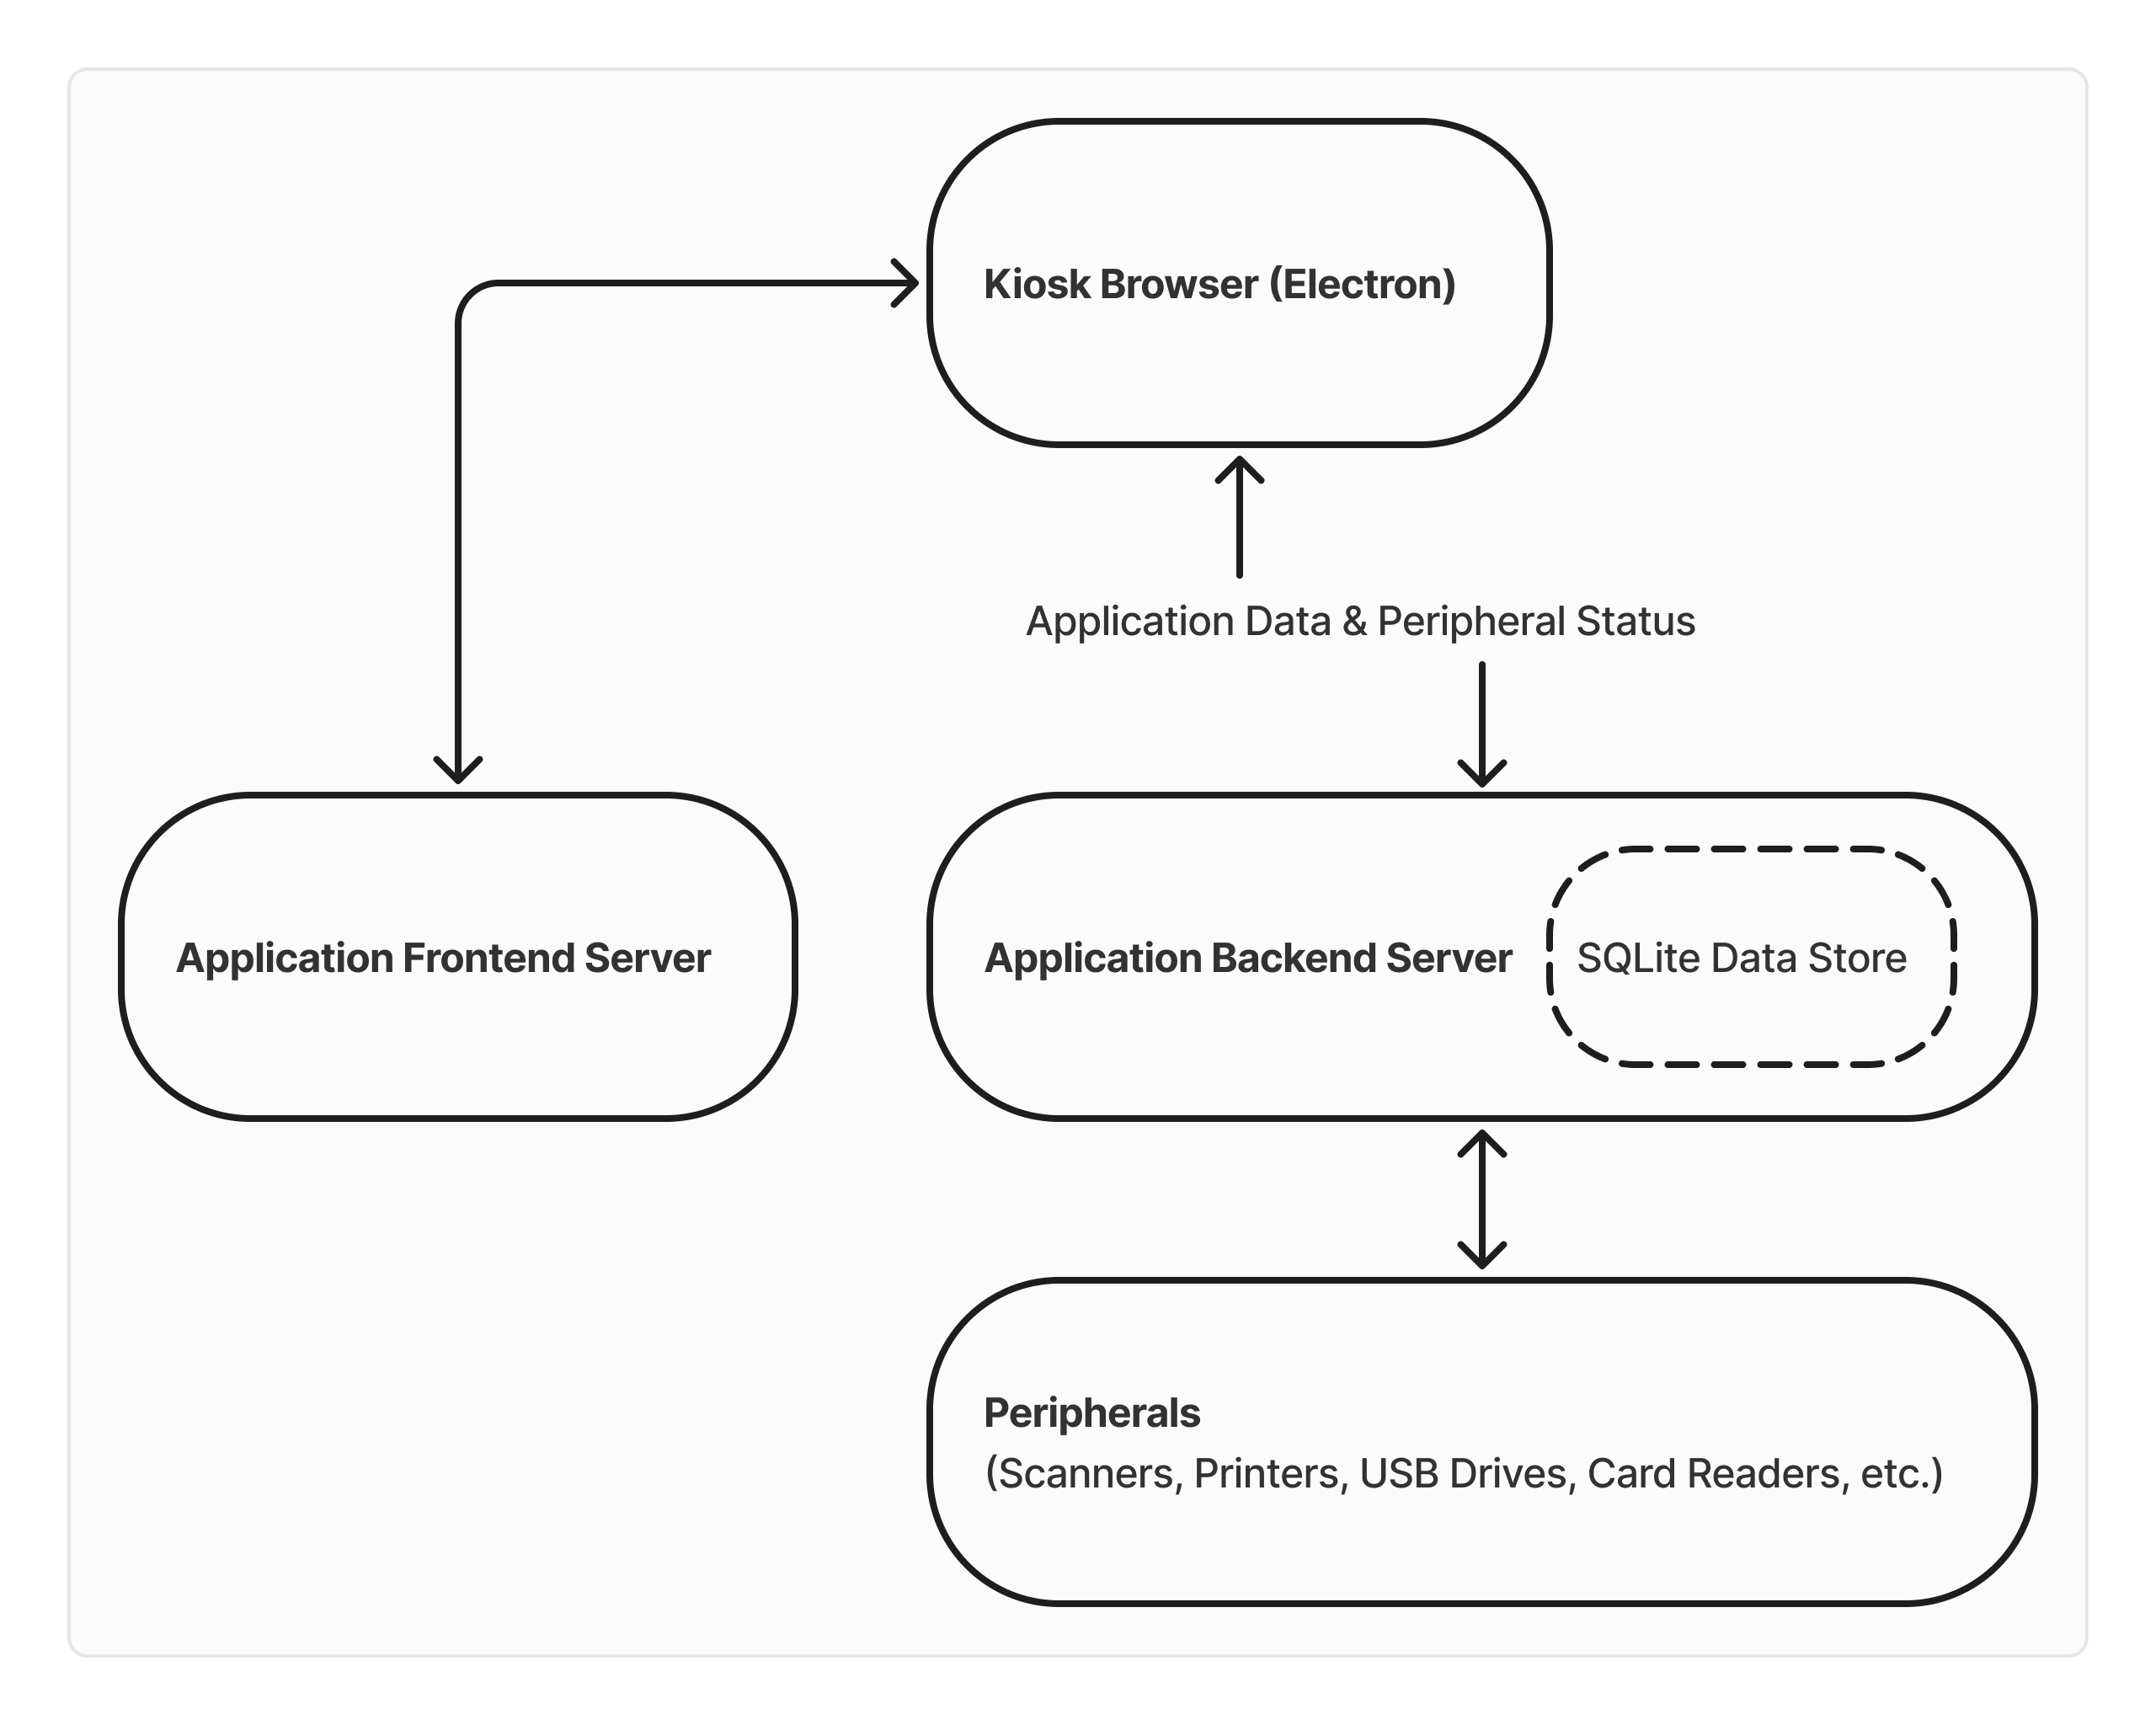 Kiosk Browser (Electron)
Application Data & Peripheral Status
Application Frontend Server
Application Backend Server
SQLite Data Store
Peripherals
(Scanners, Printers, USB Drives, Card Readers, etc.)